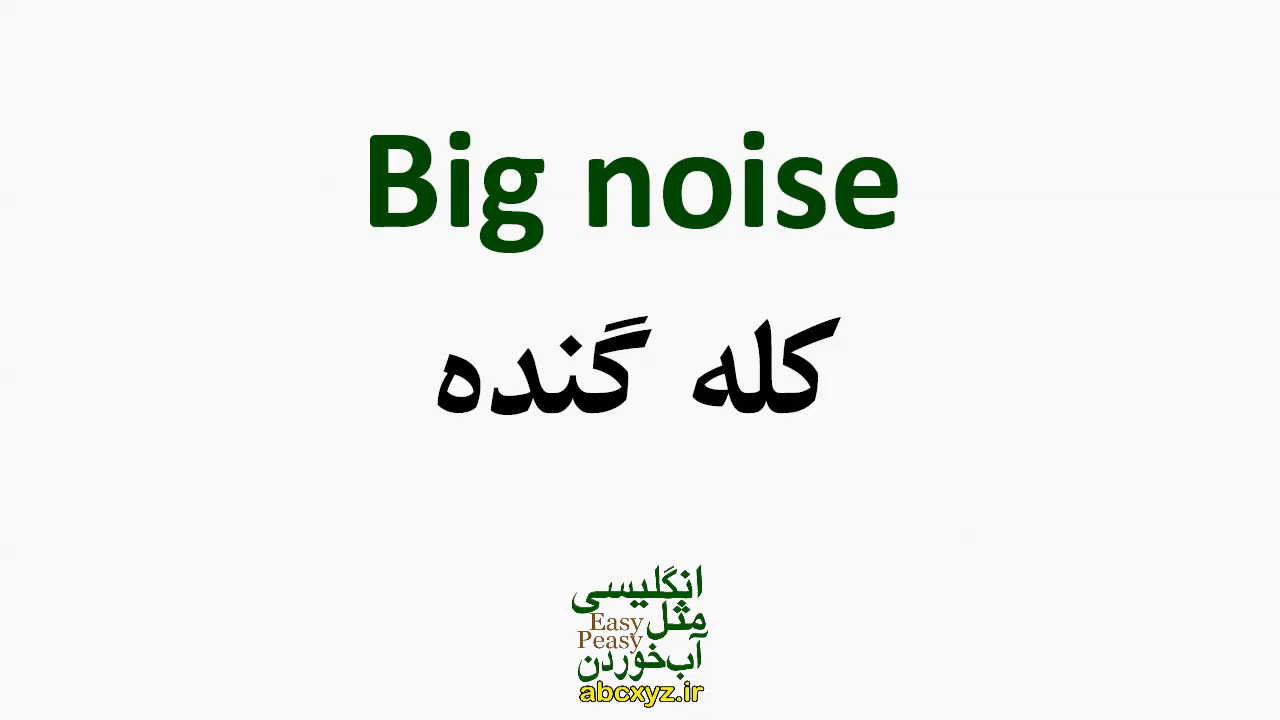 Big noise
کله گنده
انگلیسی
مثل Easy
Peasy
آب‌خوردن
abcxyz.ir